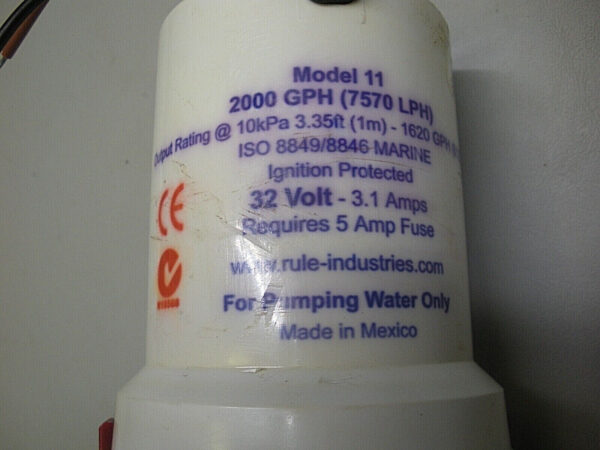 Model 11
2000 GPH (7570 LPH)
Output Rating @ 10kPa 3.35ft (1m) - 1620 GPH
ISO 8849/8846 MARINE
Ignition Protected
32 Volt - 3.1 Amps
Requires 5 Amp Fuse
www.rule-industries.com
For Pumping Water Only
Made in Mexico
CE